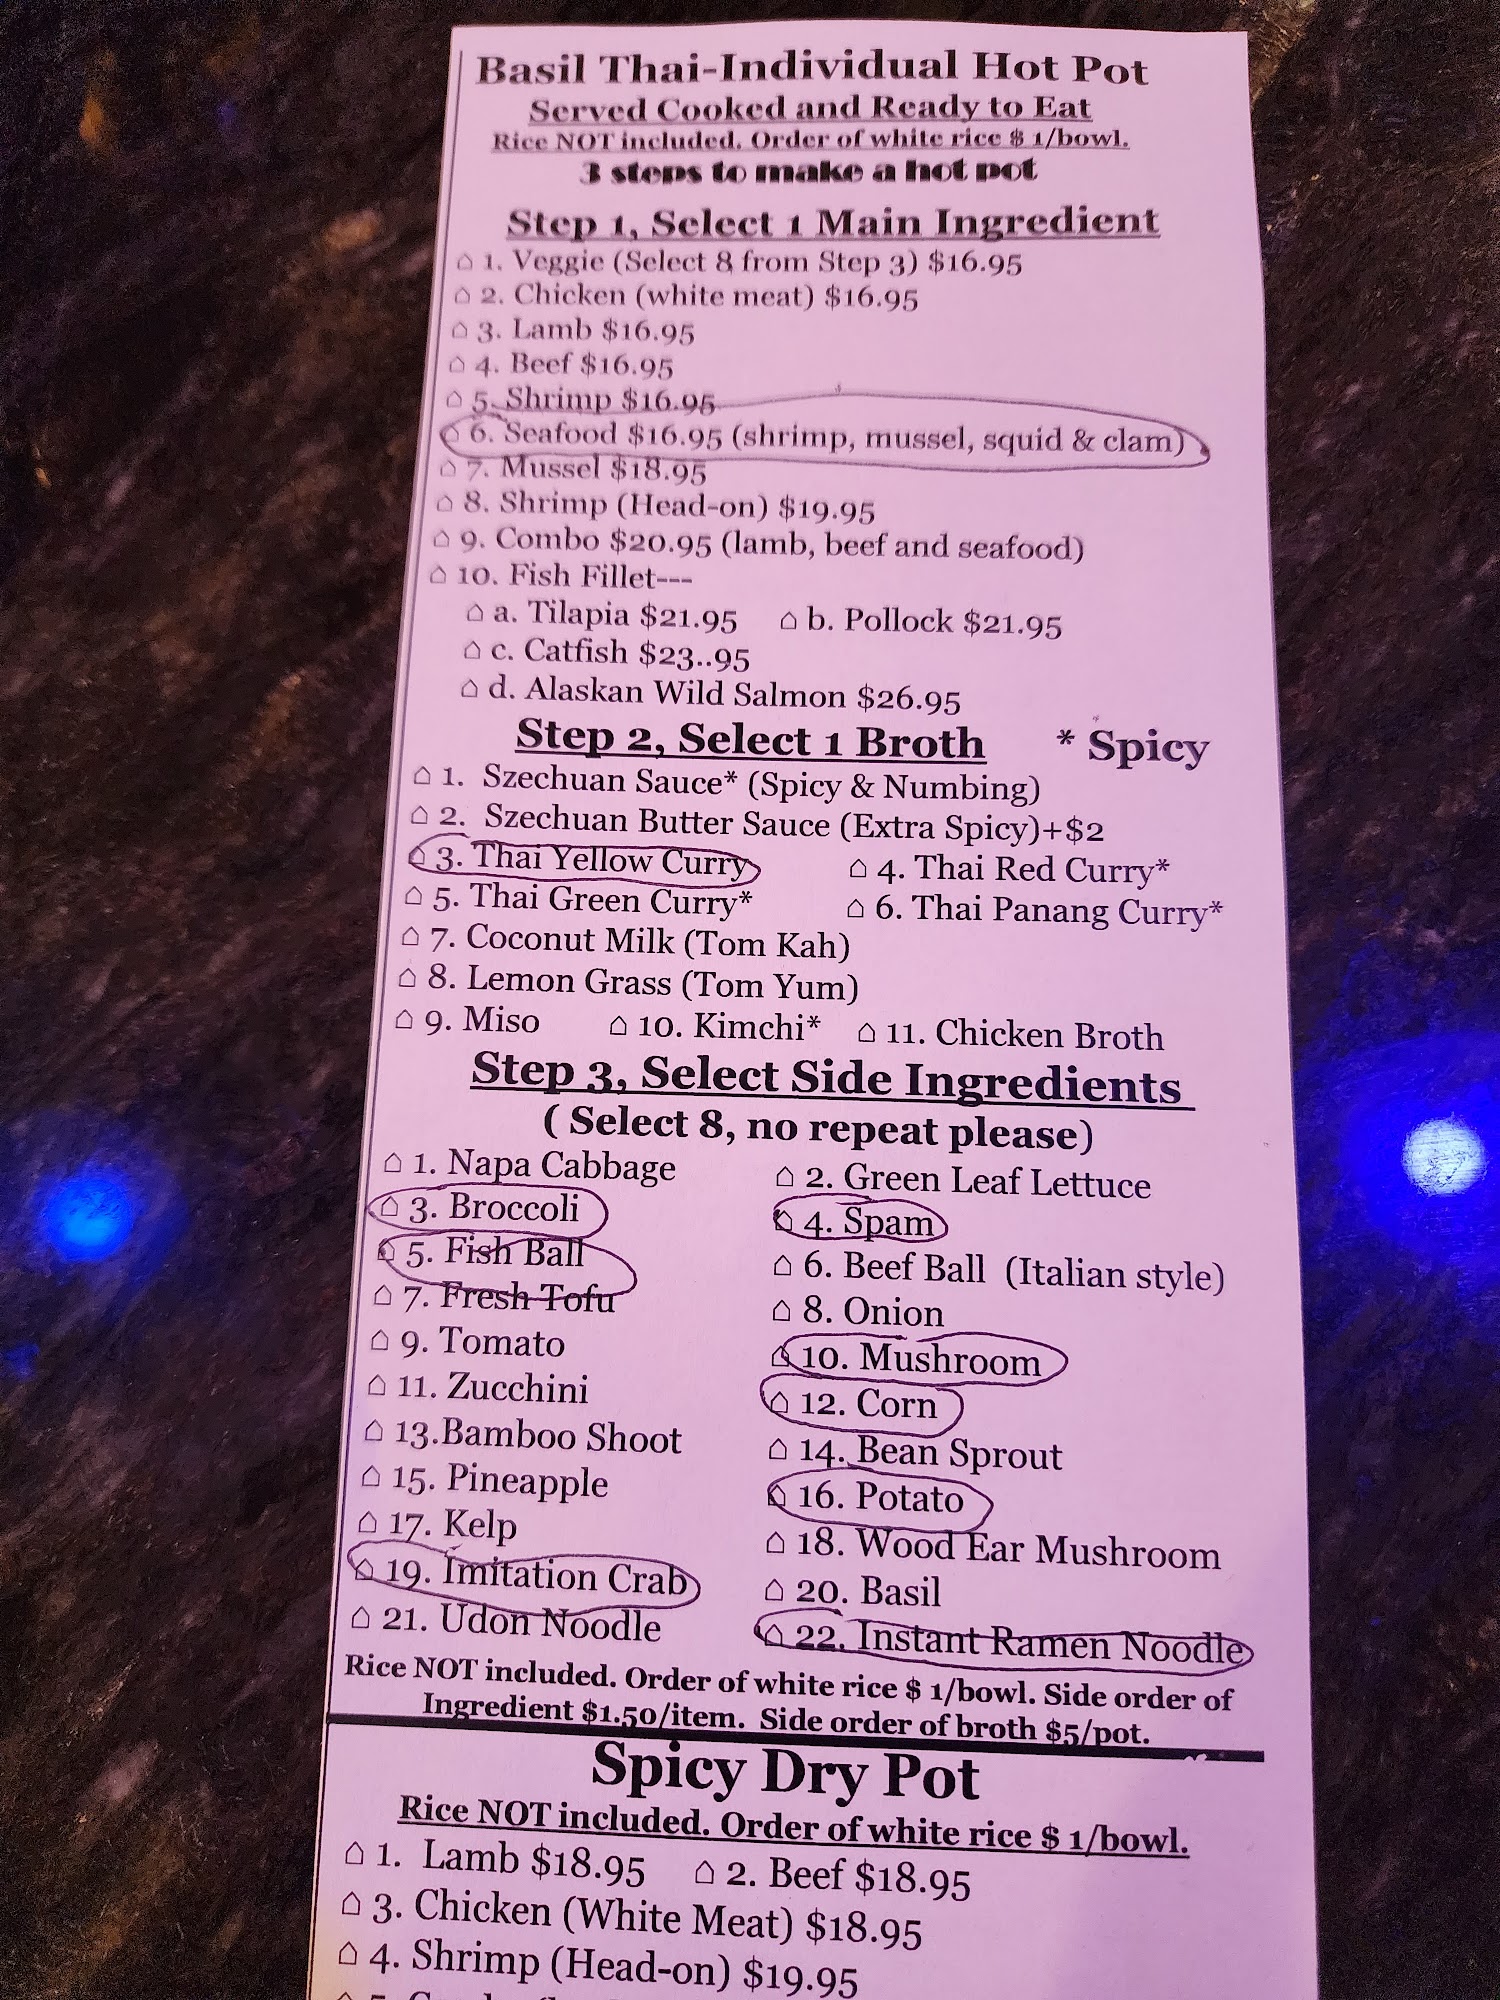 Basil Thai-Individual Hot Pot
Served Cooked and Ready to Eat
Rice NOT included. Order of white rice $ 1/bowl.
3 steps to make a hot pot
Step 1, Select 1 Main Ingredient
1. Veggie (Select 8 from Step 3) $16.95
2. Chicken (white meat) $16.95
3. Lamb $16.95
4. Beef $16.95
5. Shrimp $16.95
6. Seafood $16.95 (shrimp, mussel, squid & clam)
7. Mussel $18.95
8. Shrimp (Head-on) $19.95
9. Combo $20.95 (lamb, beef and seafood)
10. Fish Fillet---
a. Tilapia $21.95 b. Pollock $21.95
c. Catfish $23..95
d. Alaskan Wild Salmon $26.95
Step 2, Select 1 Broth * Spicy
1. Szechuan Sauce* (Spicy & Numbing)
2. Szechuan Butter Sauce (Extra Spicy)+$2
3. Thai Yellow Curry 4. Thai Red Curry*
5. Thai Green Curry* 6. Thai Panang Curry*
7. Coconut Milk (Tom Kah)
8. Lemon Grass (Tom Yum)
9. Miso 10. Kimchi* 11. Chicken Broth
Step 3, Select Side Ingredients
( Select 8, no repeat please)
1. Napa Cabbage 2. Green Leaf Lettuce
3. Broccoli 4. Spam
5. Fish Ball 6. Beef Ball (Italian style)
7. Fresh Tofu 8. Onion
9. Tomato 10. Mushroom
11. Zucchini 12. Corn
13.Bamboo Shoot 14. Bean Sprout
15. Pineapple 16. Potato
17. Kelp 18. Wood Ear Mushroom
19. Imitation Crab 20. Basil
21. Udon Noodle 22. Instant Ramen Noodle
Rice NOT included. Order of white rice $ 1/bowl. Side order of
Ingredient $1.50/item. Side order of broth $5/pot.
Spicy Dry Pot
Rice NOT included. Order of white rice $ 1/bowl.
1. Lamb $18.95 2. Beef $18.95
3. Chicken (White Meat) $18.95
4. Shrimp (Head-on) $19.95